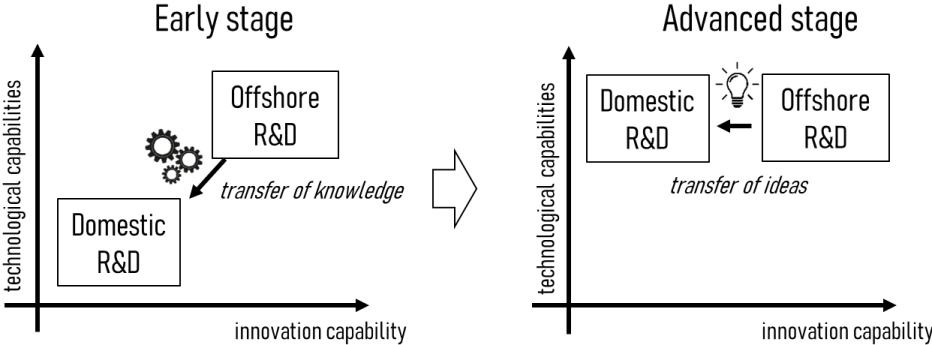 Early stage
technological capabilities
Offshore
R&D
transfer of knowledge
Domestic
R&D
innovation capability
Advanced stage
technological capabilities
Domestic
R&D
Offshore
R&D
transfer of ideas
innovation capability